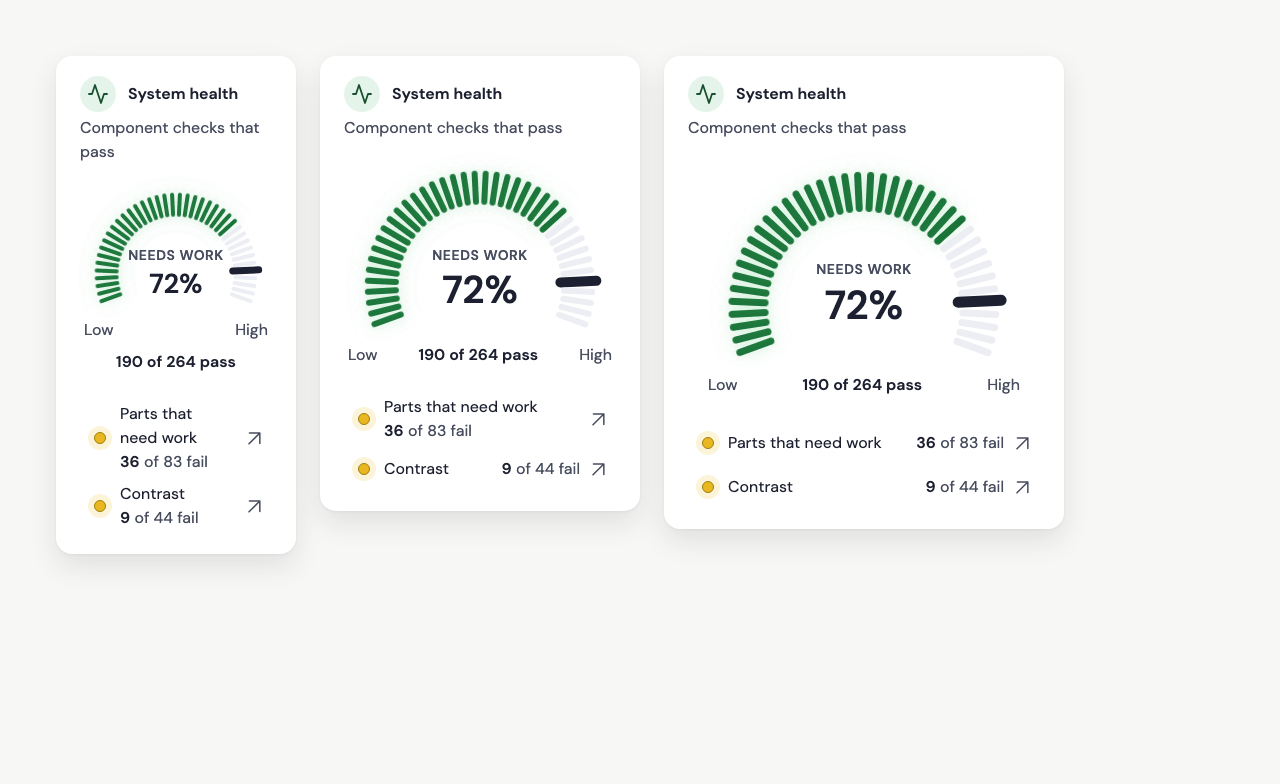 System health
Component checks that
pass
NEEDS WORK
72%
Low
High
190 of 264 pass
Parts that
need work
36 of 83 fail
Contrast
9 of 44 fail
System health
Component checks that pass
NEEDS WORK
72%
Low 190 of 264 pass High
Parts that need work
36 of 83 fail
Contrast 9 of 44 fail
System health
Component checks that pass
NEEDS WORK
72%
Low 190 of 264 pass High
Parts that need work 36 of 83 fail
Contrast 9 of 44 fail